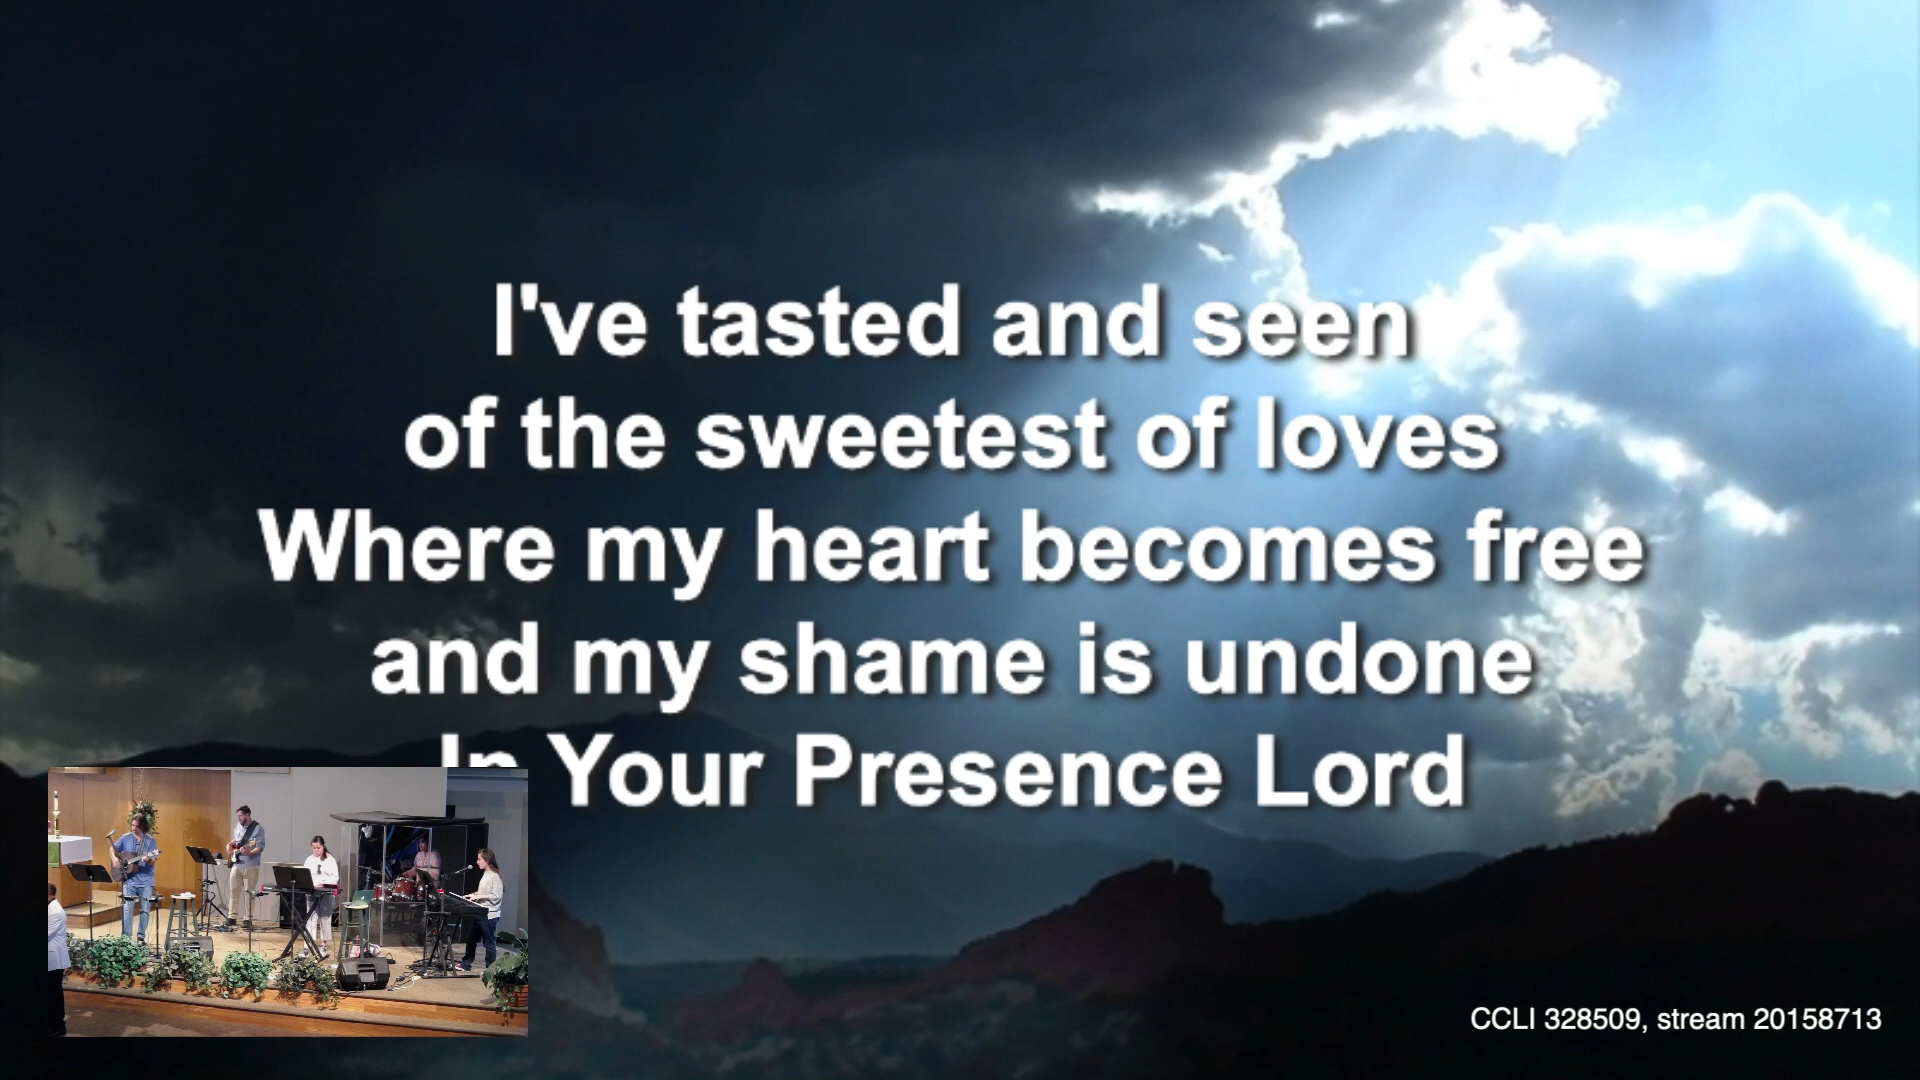 I've tasted and seen
of the sweetest of loves
Where my heart becomes free
and my shame is undone
In Your Presence Lord
CCLI 328509, stream 20158713